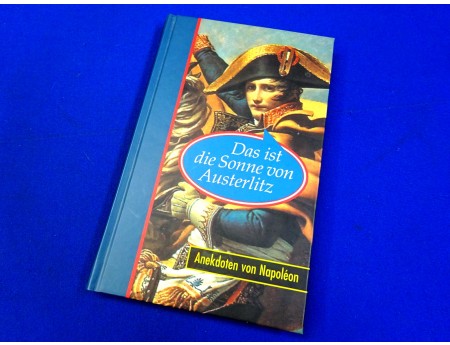 Das ist
die Sonne von
Austerlitz
Anekdoten von Napoléon